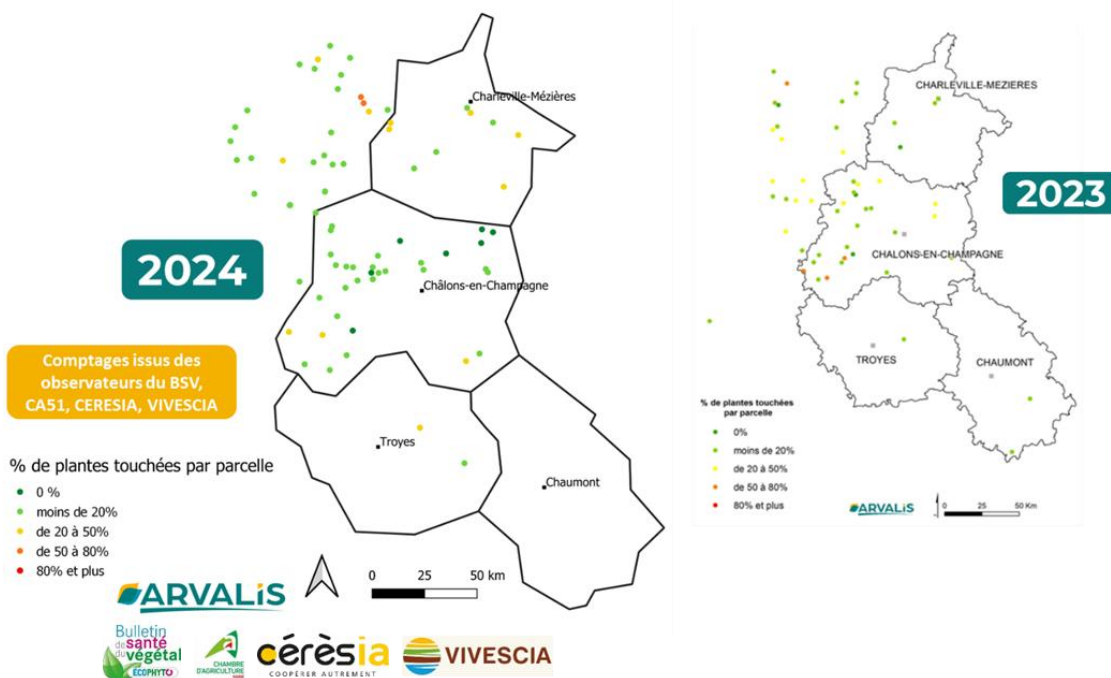 2024
Charleville-Mézières
Châlons-en-Champagne
Troyes
Chaumont
Comptages issus des
observateurs du BSV,
CA51, CERESIA, VIVESCIA
% de plantes touchées par parcelle
0 %
moins de 20%
de 20 à 50%
de 50 à 80%
80% et plus
0 25 50 km
ARVALIS
Bulletin
de santé
du végétal
ÉCOPHYTO
CHAMBRE
D'AGRICULTURE
cérèsia
COOPÉRER AUTREMENT
VIVESCIA
2023
CHARLEVILLE-MEZIERES
CHALONS-EN-CHAMPAGNE
TROYES
CHAUMONT
% de plantes touchées
par parcelle
0%
moins de 20%
de 20 à 50%
de 50 à 80%
80% et plus
ARVALIS
0 25 50 Km